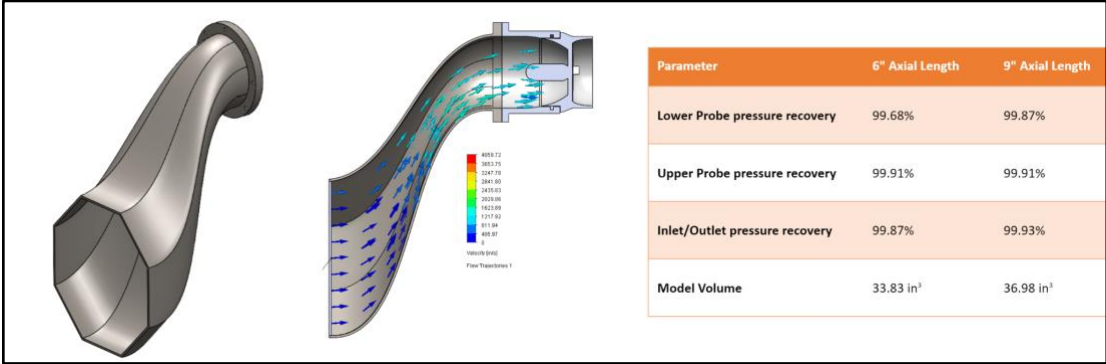 4059.73
3653.75
3247.78
2841.80
2435.83
2029.86
1623.89
1217.92
811.94
405.97
0
Velocity [in/s]
Flow Trajectories 1
Parameter 6" Axial Length 9" Axial Length
Lower Probe pressure recovery 99.68% 99.87%
Upper Probe pressure recovery 99.91% 99.91%
Inlet/Outlet pressure recovery 99.87% 99.93%
Model Volume 33.83 in³ 36.98 in³